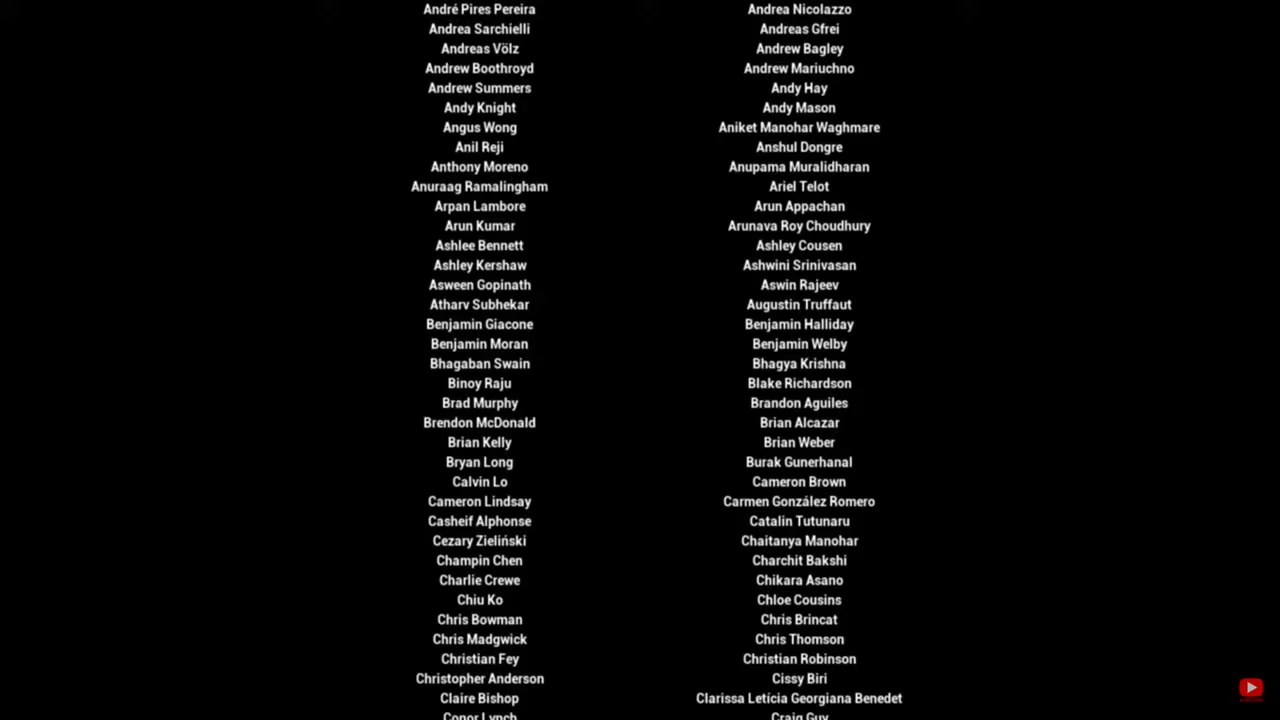 André Pires Pereira Andrea Nicolazzo
Andrea Sarchielli Andreas Gfrei
Andreas Völz Andrew Bagley
Andrew Boothroyd Andrew Mariuchno
Andrew Summers Andy Hay
Andy Knight Andy Mason
Angus Wong Aniket Manohar Waghmare
Anil Reji Anshul Dongre
Anthony Moreno Anupama Muralidharan
Anuraag Ramalingham Ariel Telot
Arpan Lambore Arun Appachan
Arun Kumar Arunava Roy Choudhury
Ashlee Bennett Ashley Cousen
Ashley Kershaw Ashwini Srinivasan
Asween Gopinath Aswin Rajeev
Atharv Subhekar Augustin Truffaut
Benjamin Giacone Benjamin Halliday
Benjamin Moran Benjamin Welby
Bhagaban Swain Bhagya Krishna
Binoy Raju Blake Richardson
Brad Murphy Brandon Aguiles
Brendon McDonald Brian Alcazar
Brian Kelly Brian Weber
Bryan Long Burak Gunerhanal
Calvin Lo Cameron Brown
Cameron Lindsay Carmen González Romero
Casheif Alphonse Catalin Tutunaru
Cezary Zieliński Chaitanya Manohar
Champin Chen Charchit Bakshi
Charlie Crewe Chikara Asano
Chiu Ko Chloe Cousins
Chris Bowman Chris Brincat
Chris Madgwick Chris Thomson
Christian Fey Christian Robinson
Christopher Anderson Cissy Biri
Claire Bishop Clarissa Letícia Georgiana Benedet
Conor Lynch Craig Guy